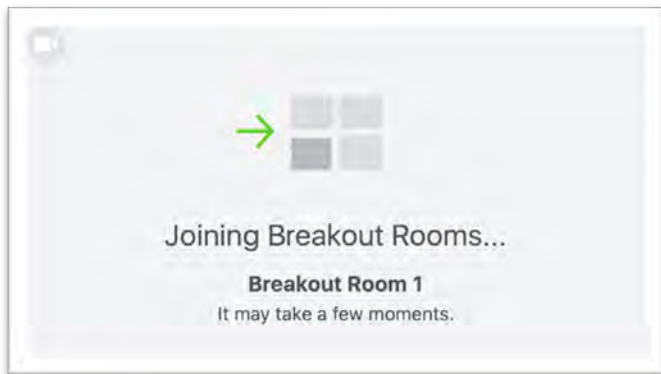 Joining Breakout Rooms...
Breakout Room 1
It may take a few moments.